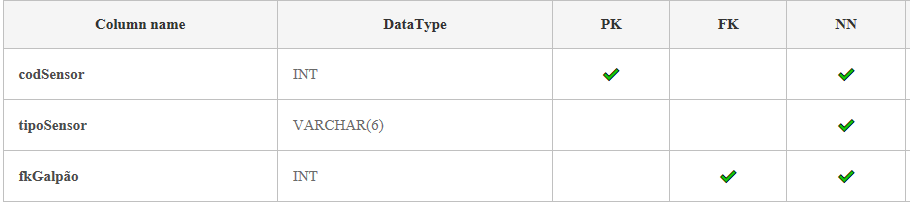 Column name DataType PK FK NN
codSensor INT ✔ ✔
tipoSensor VARCHAR(6) ✔
fkGalpão INT ✔ ✔